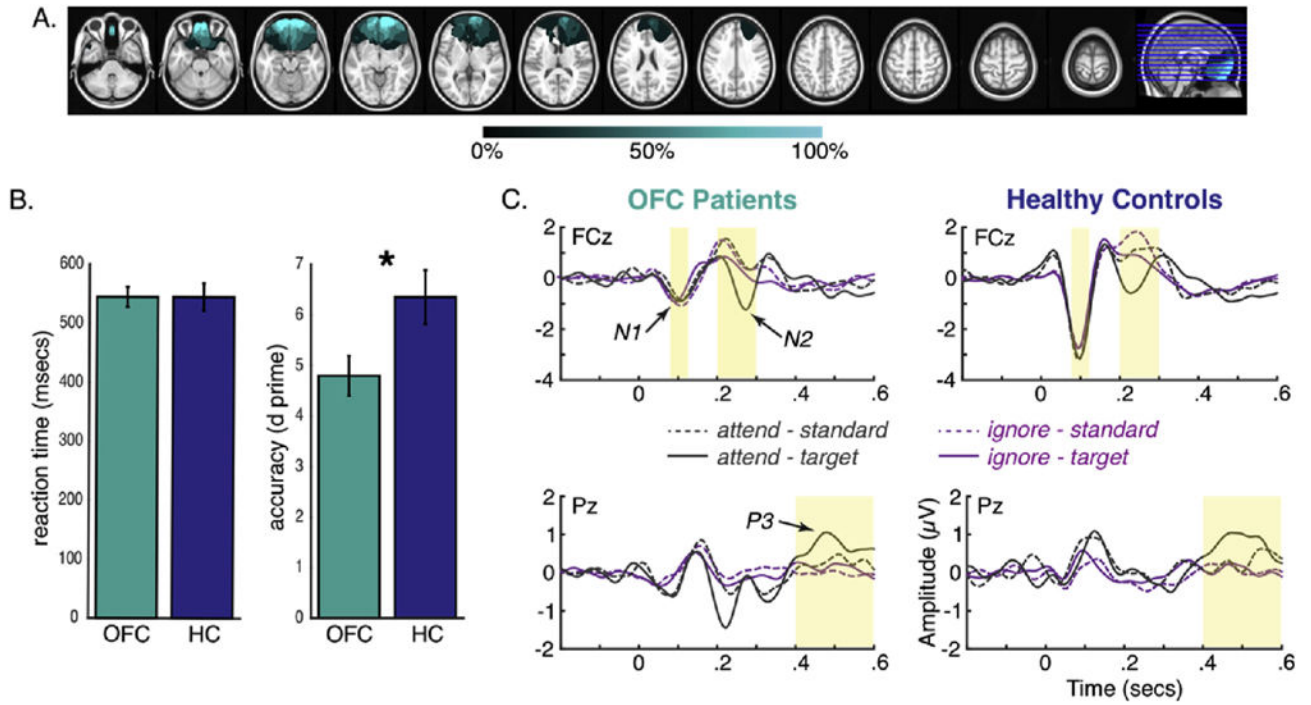 A.
0% 50% 100%
B.
reaction time (msecs)
600
500
400
300
200
100
0
OFC HC
accuracy (d prime)
*
7
6
5
4
3
2
1
0
OFC HC
C.
OFC Patients
FCz
2
0
-2
-4
N1
N2
0 .2 .4 .6
Healthy Controls
FCz
2
0
-2
-4
0 .2 .4 .6
attend - standard
attend - target
ignore - standard
ignore - target
Pz
2
1
0
-1
-2
P3
0 .2 .4 .6
Pz
Amplitude (µV)
2
1
0
-1
-2
0 .2 .4 .6
Time (secs)